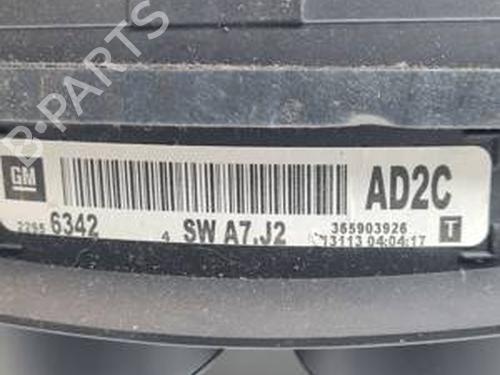 B-PARTS
GM
AD2C
2295 6342 4 SW A7.J2
365903926
13113 04:04:17 T